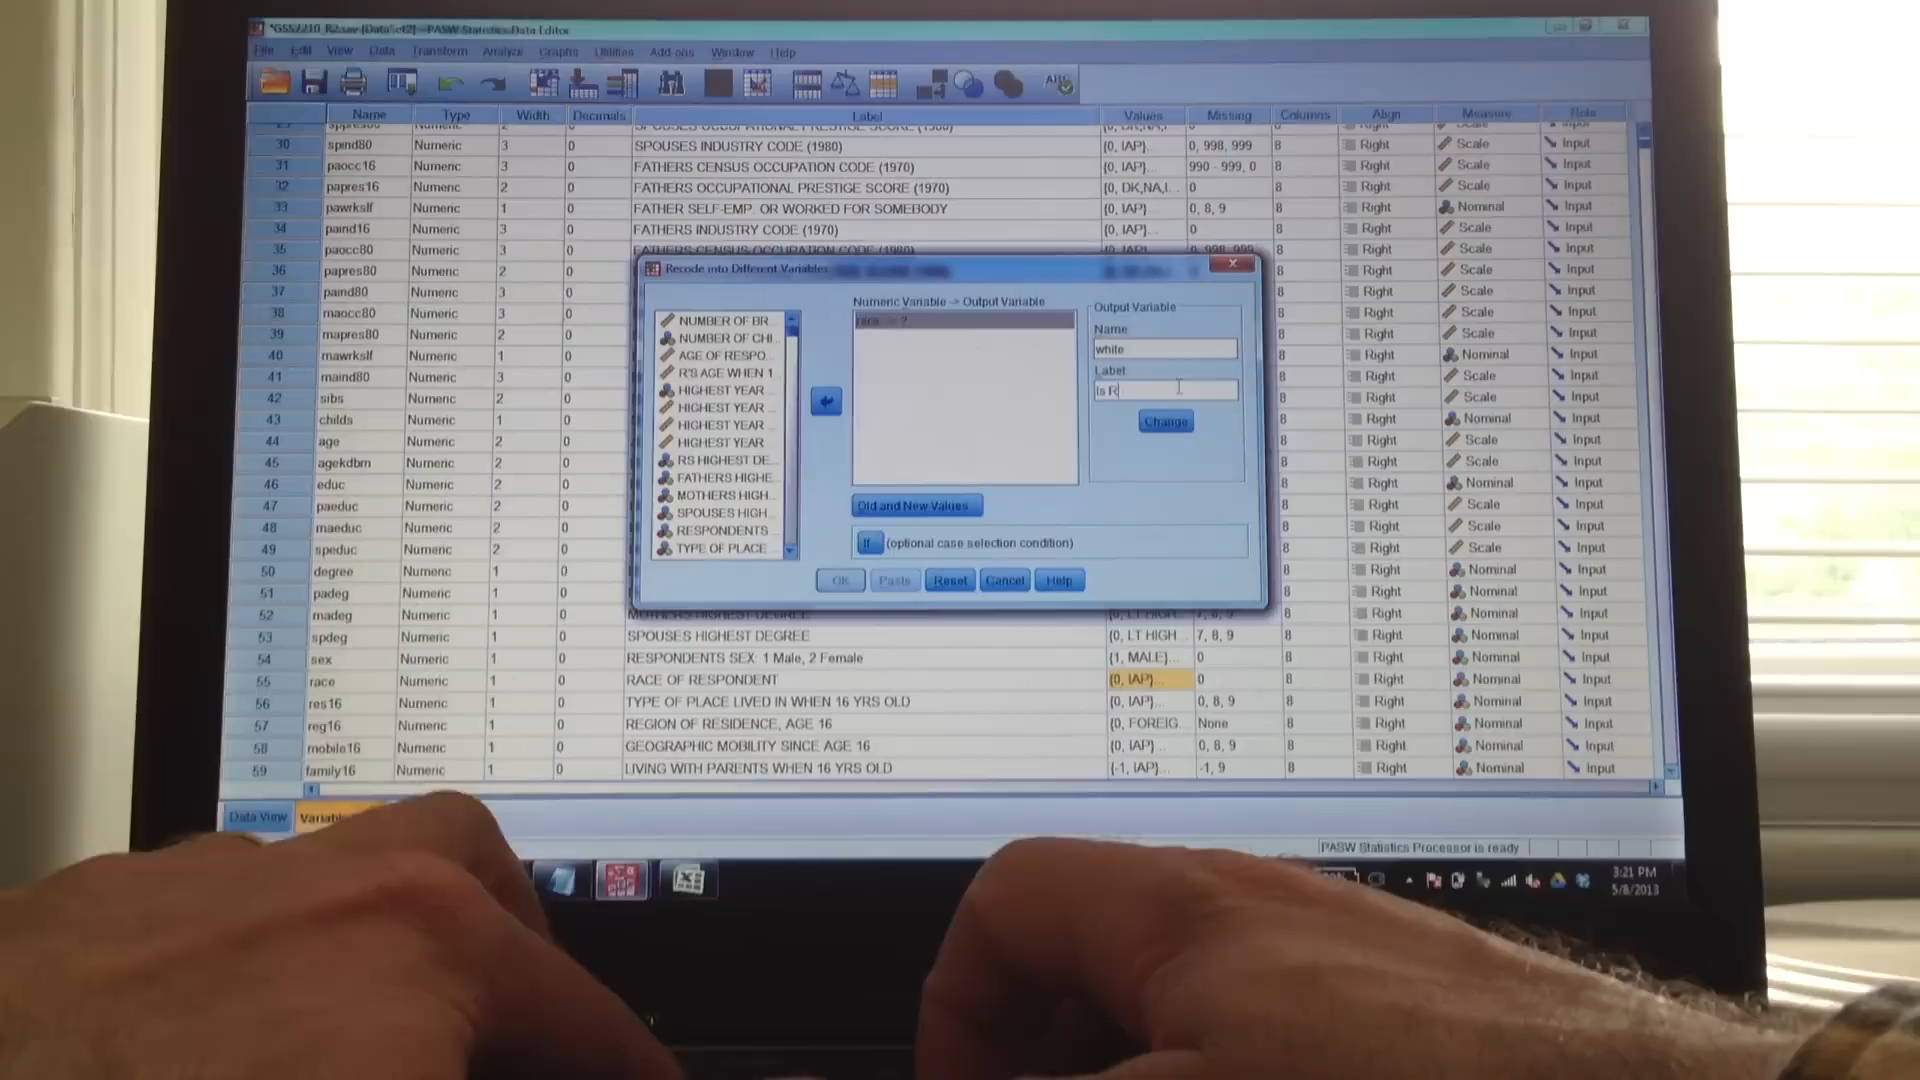 *GSS7210_R2.sav [DataSet2] - PASW Statistics Data Editor
File Edit View Data Transform Analyze Graphs Utilities Add-ons Window Help
Name Type Width Decimals Label Values Missing Columns Align Measure Role
30 spind80 Numeric 3 0 SPOUSES INDUSTRY CODE (1980) {0, IAP}... 0, 998, 999 8 Right Scale Input
31 paocc16 Numeric 3 0 FATHERS CENSUS OCCUPATION CODE (1970) {0, IAP}... 990 - 999, 0 8 Right Scale Input
32 papres16 Numeric 2 0 FATHERS OCCUPATIONAL PRESTIGE SCORE (1970) {0, DK,NA,I... 0 8 Right Scale Input
33 pawrkslf Numeric 1 0 FATHER SELF-EMP. OR WORKED FOR SOMEBODY {0, IAP}... 0, 8, 9 8 Right Nominal Input
34 paind16 Numeric 3 0 FATHERS INDUSTRY CODE (1970) {0, IAP}... 0 8 Right Scale Input
35 paocc80 Numeric 3 0 FATHERS CENSUS OCCUPATION CODE (1980) {0, IAP}... 0, 998, 999 8 Right Scale Input
36 papres80 Numeric 2 8 Right Scale Input
37 paind80 Numeric 3 8 Right Scale Input
38 maocc80 Numeric 3 8 Right Scale Input
39 mapres80 Numeric 2 8 Right Scale Input
40 mawrkslf Numeric 1 8 Right Nominal Input
41 maind80 Numeric 3 8 Right Scale Input
42 sibs Numeric 2 8 Right Scale Input
43 childs Numeric 1 8 Right Nominal Input
44 age Numeric 2 8 Right Scale Input
45 agekdbrn Numeric 2 8 Right Scale Input
46 educ Numeric 2 8 Right Nominal Input
47 paeduc Numeric 2 8 Right Scale Input
48 maeduc Numeric 2 8 Right Scale Input
49 speduc Numeric 2 8 Right Scale Input
50 degree Numeric 1 8 Right Nominal Input
51 padeg Numeric 1 8 Right Nominal Input
52 madeg Numeric 1 MOTHERS HIGHEST DEGREE {0, LT HIGH... 7, 8, 9 8 Right Nominal Input
53 spdeg Numeric 1 0 SPOUSES HIGHEST DEGREE {0, LT HIGH... 7, 8, 9 8 Right Nominal Input
54 sex Numeric 1 0 RESPONDENTS SEX: 1 Male, 2 Female {1, MALE}... 0 8 Right Nominal Input
55 race Numeric 1 0 RACE OF RESPONDENT {0, IAP}... 0 8 Right Nominal Input
56 res16 Numeric 1 0 TYPE OF PLACE LIVED IN WHEN 16 YRS OLD {0, IAP}... 0, 8, 9 8 Right Nominal Input
57 reg16 Numeric 1 0 REGION OF RESIDENCE, AGE 16 {0, FOREIG... None 8 Right Nominal Input
58 mobile16 Numeric 1 0 GEOGRAPHIC MOBILITY SINCE AGE 16 {0, IAP}... 0, 8, 9 8 Right Nominal Input
59 family16 Numeric 1 0 LIVING WITH PARENTS WHEN 16 YRS OLD {-1, IAP}... -1, 9 8 Right Nominal Input
Recode into Different Variables
NUMBER OF BR...
NUMBER OF CHI...
AGE OF RESPO...
R'S AGE WHEN 1...
HIGHEST YEAR ...
HIGHEST YEAR ...
HIGHEST YEAR ...
HIGHEST YEAR ...
RS HIGHEST DE...
FATHERS HIGHE...
MOTHERS HIGH...
SPOUSES HIGH...
RESPONDENTS ...
TYPE OF PLACE ...
Numeric Variable -> Output Variable
race --> ?
Output Variable
Name
white
Label
Is R
Change
Old and New Values
If... (optional case selection condition)
OK Paste Reset Cancel Help
Data View
PASW Statistics Processor is ready
3:21 PM
5/8/2013